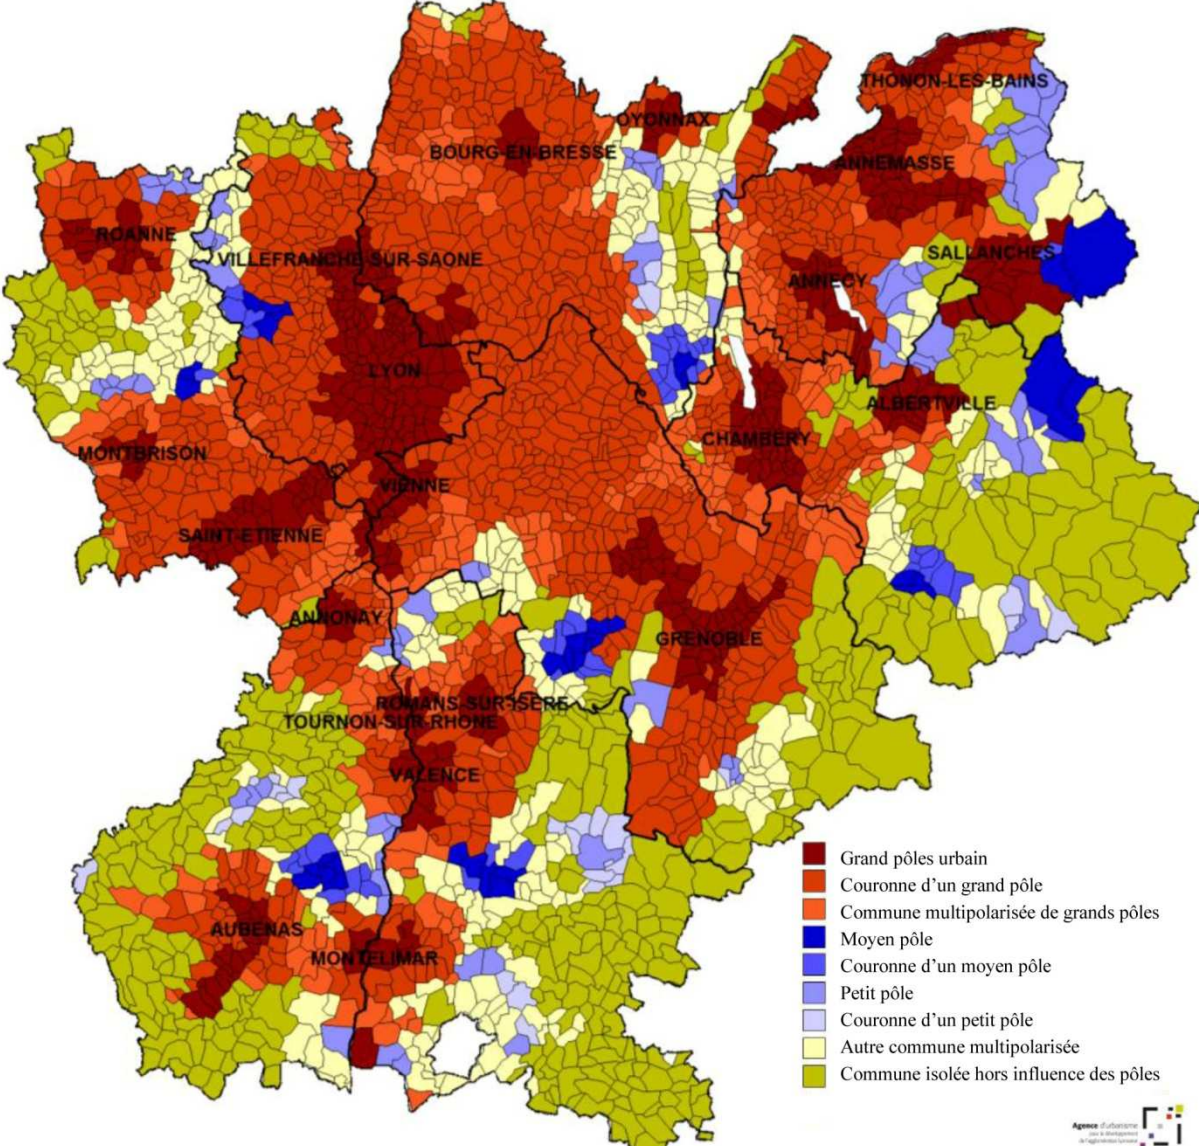 THONON-LES-BAINS
OYONNAX
BOURG-EN-BRESSE
ANNEMASSE
ROANNE
SALLANCHES
VILLEFRANCHE-SUR-SAONE
ANNECY
LYON
ALBERTVILLE
CHAMBERY
MONTBRISON
VIENNE
SAINT-ETIENNE
ANNONAY
GRENOBLE
ROMANS-SUR-ISERE
TOURNON-SUR-RHONE
VALENCE
AUBENAS
MONTELIMAR
Grand pôles urbain
Couronne d'un grand pôle
Commune multipolarisée de grands pôles
Moyen pôle
Couronne d'un moyen pôle
Petit pôle
Couronne d'un petit pôle
Autre commune multipolarisée
Commune isolée hors influence des pôles
Agence d'urbanisme